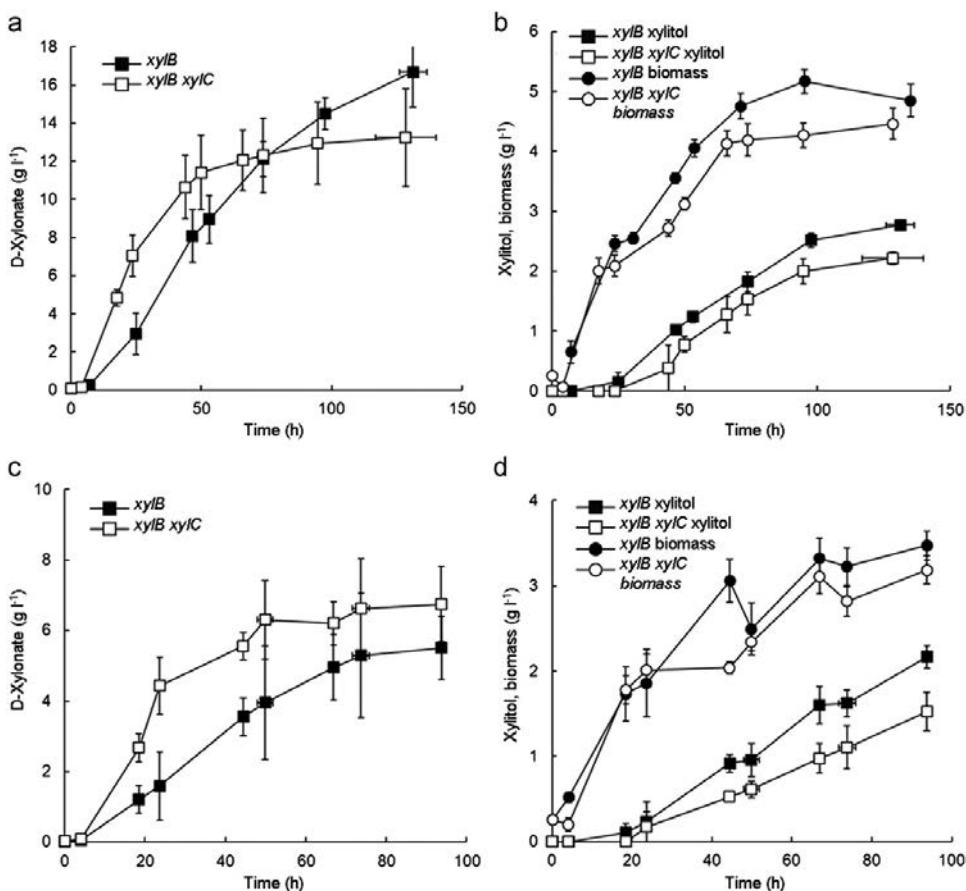 a
xylB
xylB xylC
D-Xylonate (g l⁻¹)
18
16
14
12
10
8
6
4
2
0
0
50
100
150
Time (h)
b
xylB xylitol
xylB xylC xylitol
xylB biomass
xylB xylC
biomass
Xylitol, biomass (g l⁻¹)
6
5
4
3
2
1
0
0
50
100
150
Time (h)
c
xylB
xylB xylC
D-Xylonate (g l⁻¹)
10
8
6
4
2
0
0
20
40
60
80
100
Time (h)
d
xylB xylitol
xylB xylC xylitol
xylB biomass
xylB xylC
biomass
Xylitol, biomass (g l⁻¹)
4
3
2
1
0
0
20
40
60
80
100
Time (h)